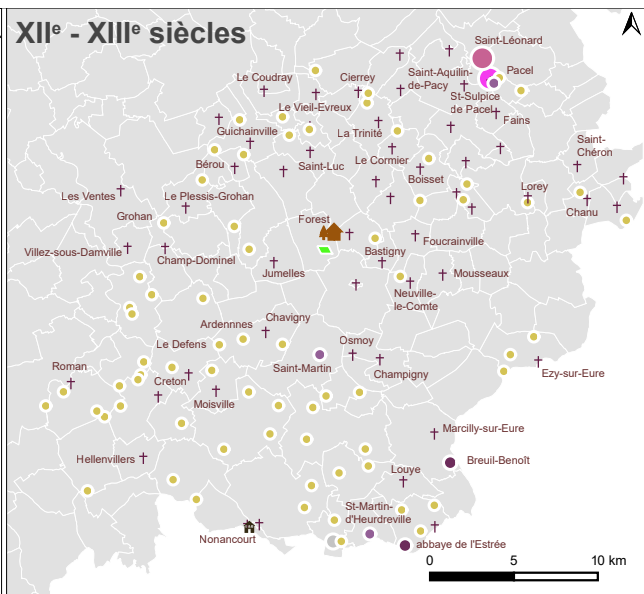 XIIe - XIIIe siècles
Saint-Léonard
Le Coudray
Cierrey
Saint-Aquilin-
de-Pacy
Pacel
St-Sulpice
de Pacel
Le Vieil-Evreux
Fains
Guichainville
La Trinité
Saint-
Chéron
Bérou
Saint-Luc
Le Cormier
Boisset
Les Ventes
Le Plessis-Grohan
Lorey
Chanu
Grohan
Forest
Villez-sous-Damville
Champ-Dominel
Jumelles
Bastigny
Foucrainville
Mousseaux
Neuville-
le-Comte
Ardennnes
Chavigny
Le Defens
Osmoy
Saint-Martin
Champigny
Roman
Creton
Moisville
Ezy-sur-Eure
Marcilly-sur-Eure
Hellenvillers
Breuil-Benoît
Louye
St-Martin-
d'Heurdreville
Nonancourt
abbaye de l'Estrée
0 5 10 km